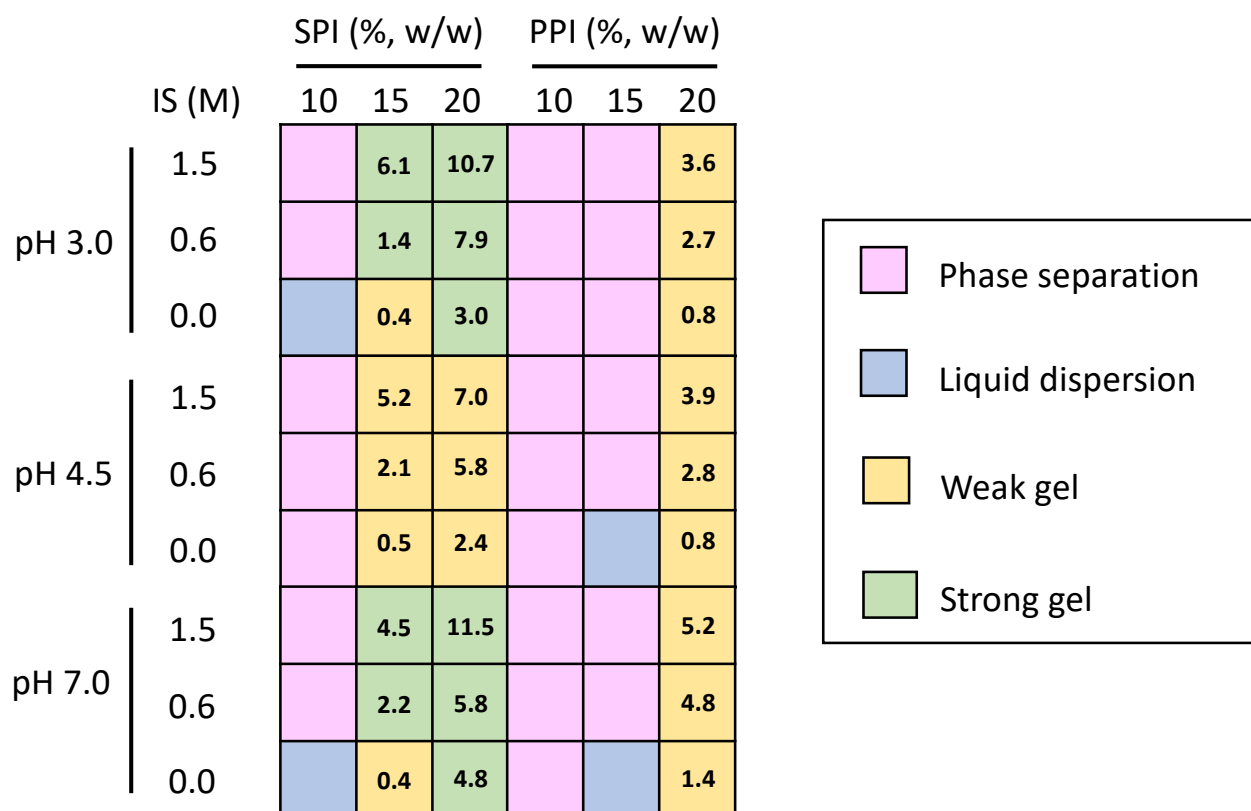 SPI (%, w/w) PPI (%, w/w)
IS (M) 10 15 20 10 15 20
1.5 6.1 10.7 3.6
pH 3.0 0.6 1.4 7.9 2.7
0.0 0.4 3.0 0.8
1.5 5.2 7.0 3.9
pH 4.5 0.6 2.1 5.8 2.8
0.0 0.5 2.4 0.8
1.5 4.5 11.5 5.2
pH 7.0 0.6 2.2 5.8 4.8
0.0 0.4 4.8 1.4
Phase separation
Liquid dispersion
Weak gel
Strong gel